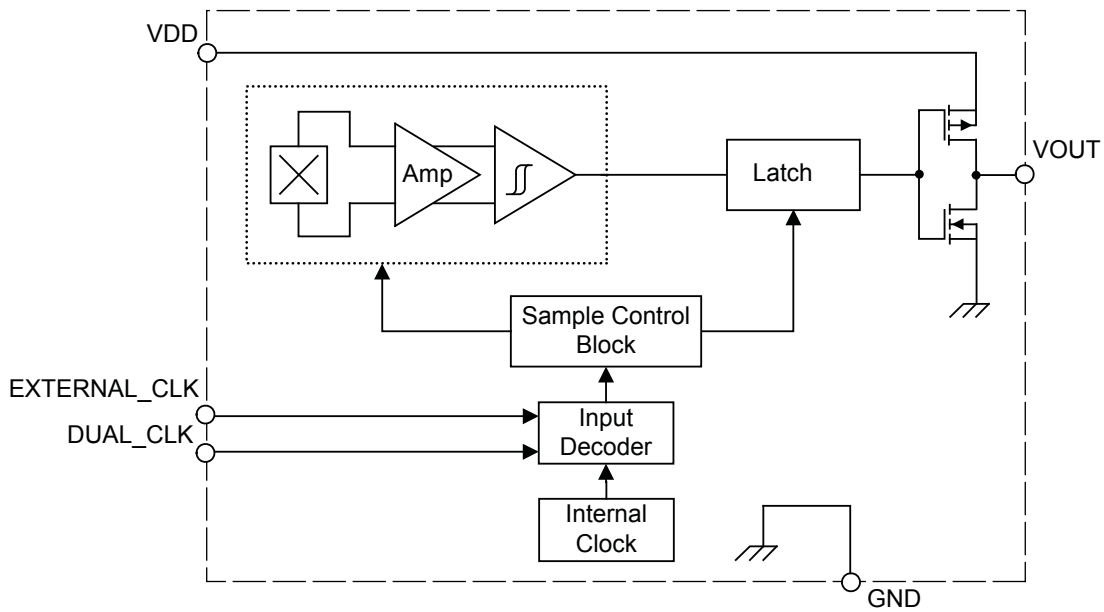 VDD
VOUT
Amp
Latch
Sample Control
Block
EXTERNAL_CLK
DUAL_CLK
Input
Decoder
Internal
Clock
GND